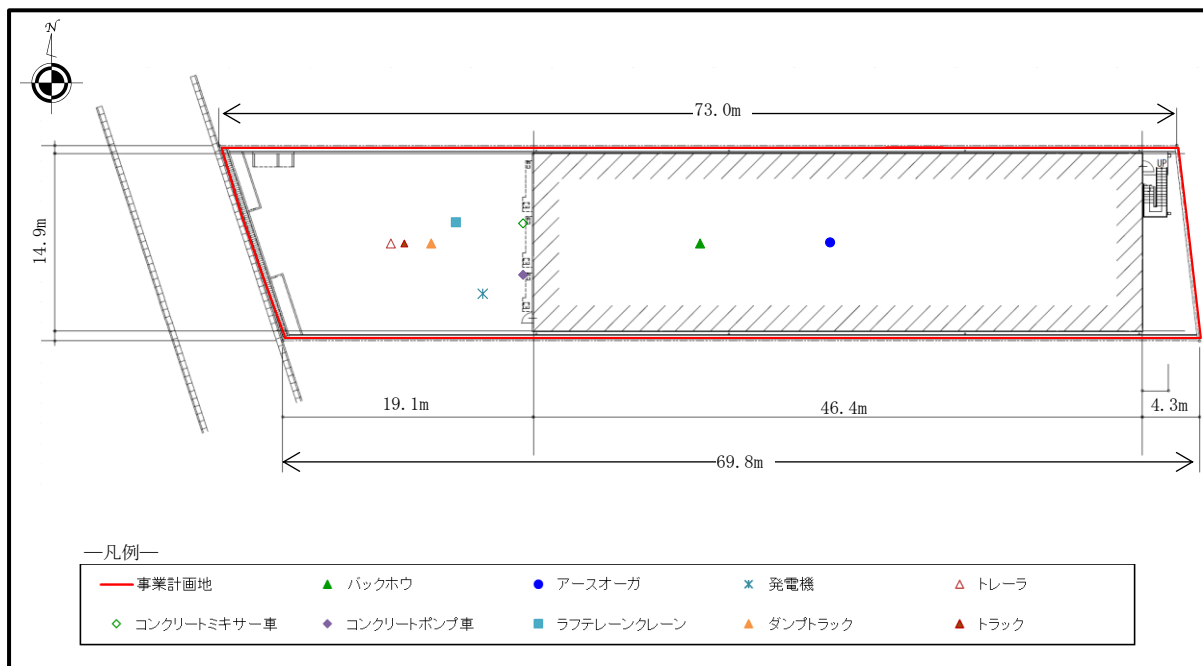 N
73.0m
UP
14.9m
19.1m
46.4m
4.3m
69.8m
―凡例―
事業計画地 バックホウ アースオーガ 発電機 トレーラ
コンクリートミキサー車 コンクリートポンプ車 ラフテレーンクレーン ダンプトラック トラック